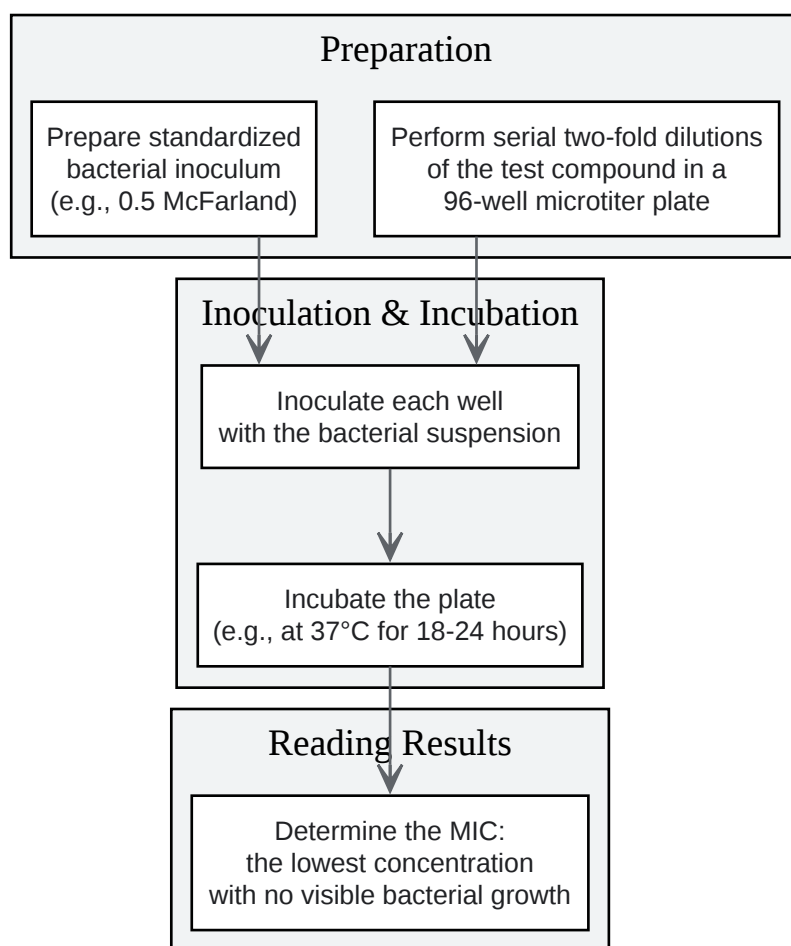 Preparation
Prepare standardized
bacterial inoculum
(e.g., 0.5 McFarland)
Perform serial two-fold dilutions
of the test compound in a
96-well microtiter plate
Inoculation & Incubation
Inoculate each well
with the bacterial suspension
Incubate the plate
(e.g., at 37°C for 18-24 hours)
Reading Results
Determine the MIC:
the lowest concentration
with no visible bacterial growth